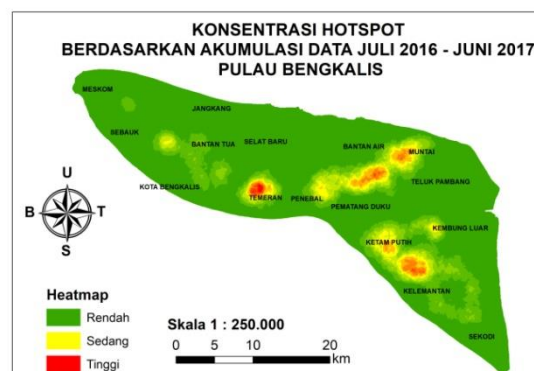 KONSENTRASI HOTSPOT
BERDASARKAN AKUMULASI DATA JULI 2016 - JUNI 2017
PULAU BENGKALIS
MESKOM
JANGKANG
SEBAUK
BANTAN TUA
SELAT BARU
BANTAN AIR
MUNTAI
KOTA BENGKALIS
TEMERAN
PENEBAL
TELUK PAMBANG
PEMATANG DUKU
U
B
T
S
KETAM PUTIH
KEMBUNG LUAR
KELEMANTAN
SEKODI
Heatmap
Rendah
Sedang
Tinggi
Skala 1 : 250.000
0 5 10 20
km